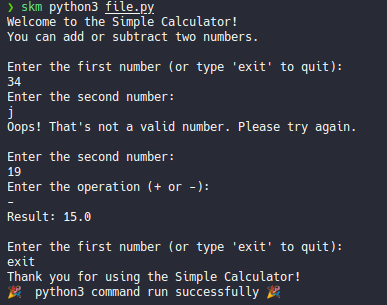 ❯ skm python3 file.py
Welcome to the Simple Calculator!
You can add or subtract two numbers.
Enter the first number (or type 'exit' to quit):
34
Enter the second number:
j
Oops! That's not a valid number. Please try again.
Enter the second number:
19
Enter the operation (+ or -):
-
Result: 15.0
Enter the first number (or type 'exit' to quit):
exit
Thank you for using the Simple Calculator!
🎉 python3 command run successfully 🎉